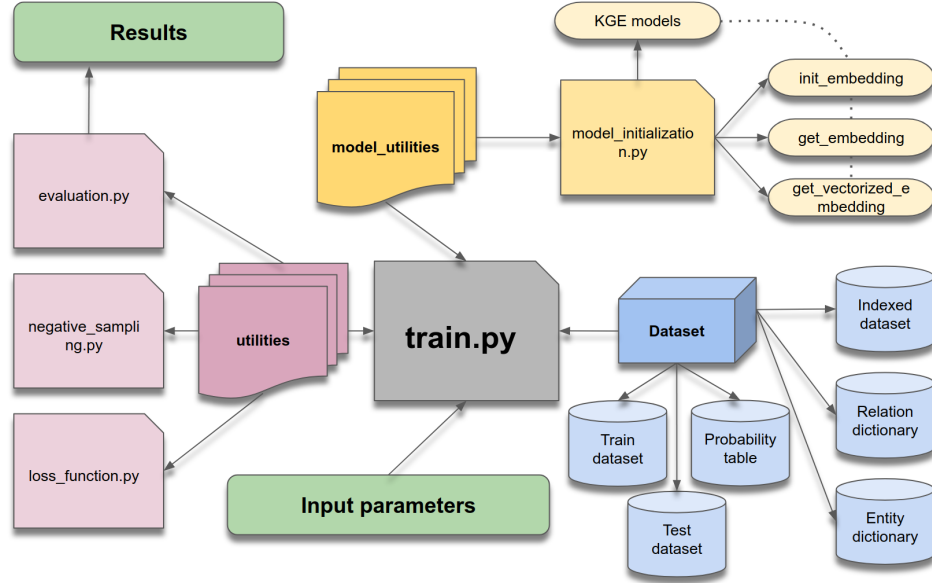 Results
KGE models
init_embedding
model_utilities
model_initializatio
n.py
get_embedding
get_vectorized_e
mbedding
evaluation.py
negative_sampli
ng.py
utilities
train.py
Dataset
Indexed
dataset
Train
dataset
Probability
table
Relation
dictionary
loss_function.py
Input parameters
Test
dataset
Entity
dictionary